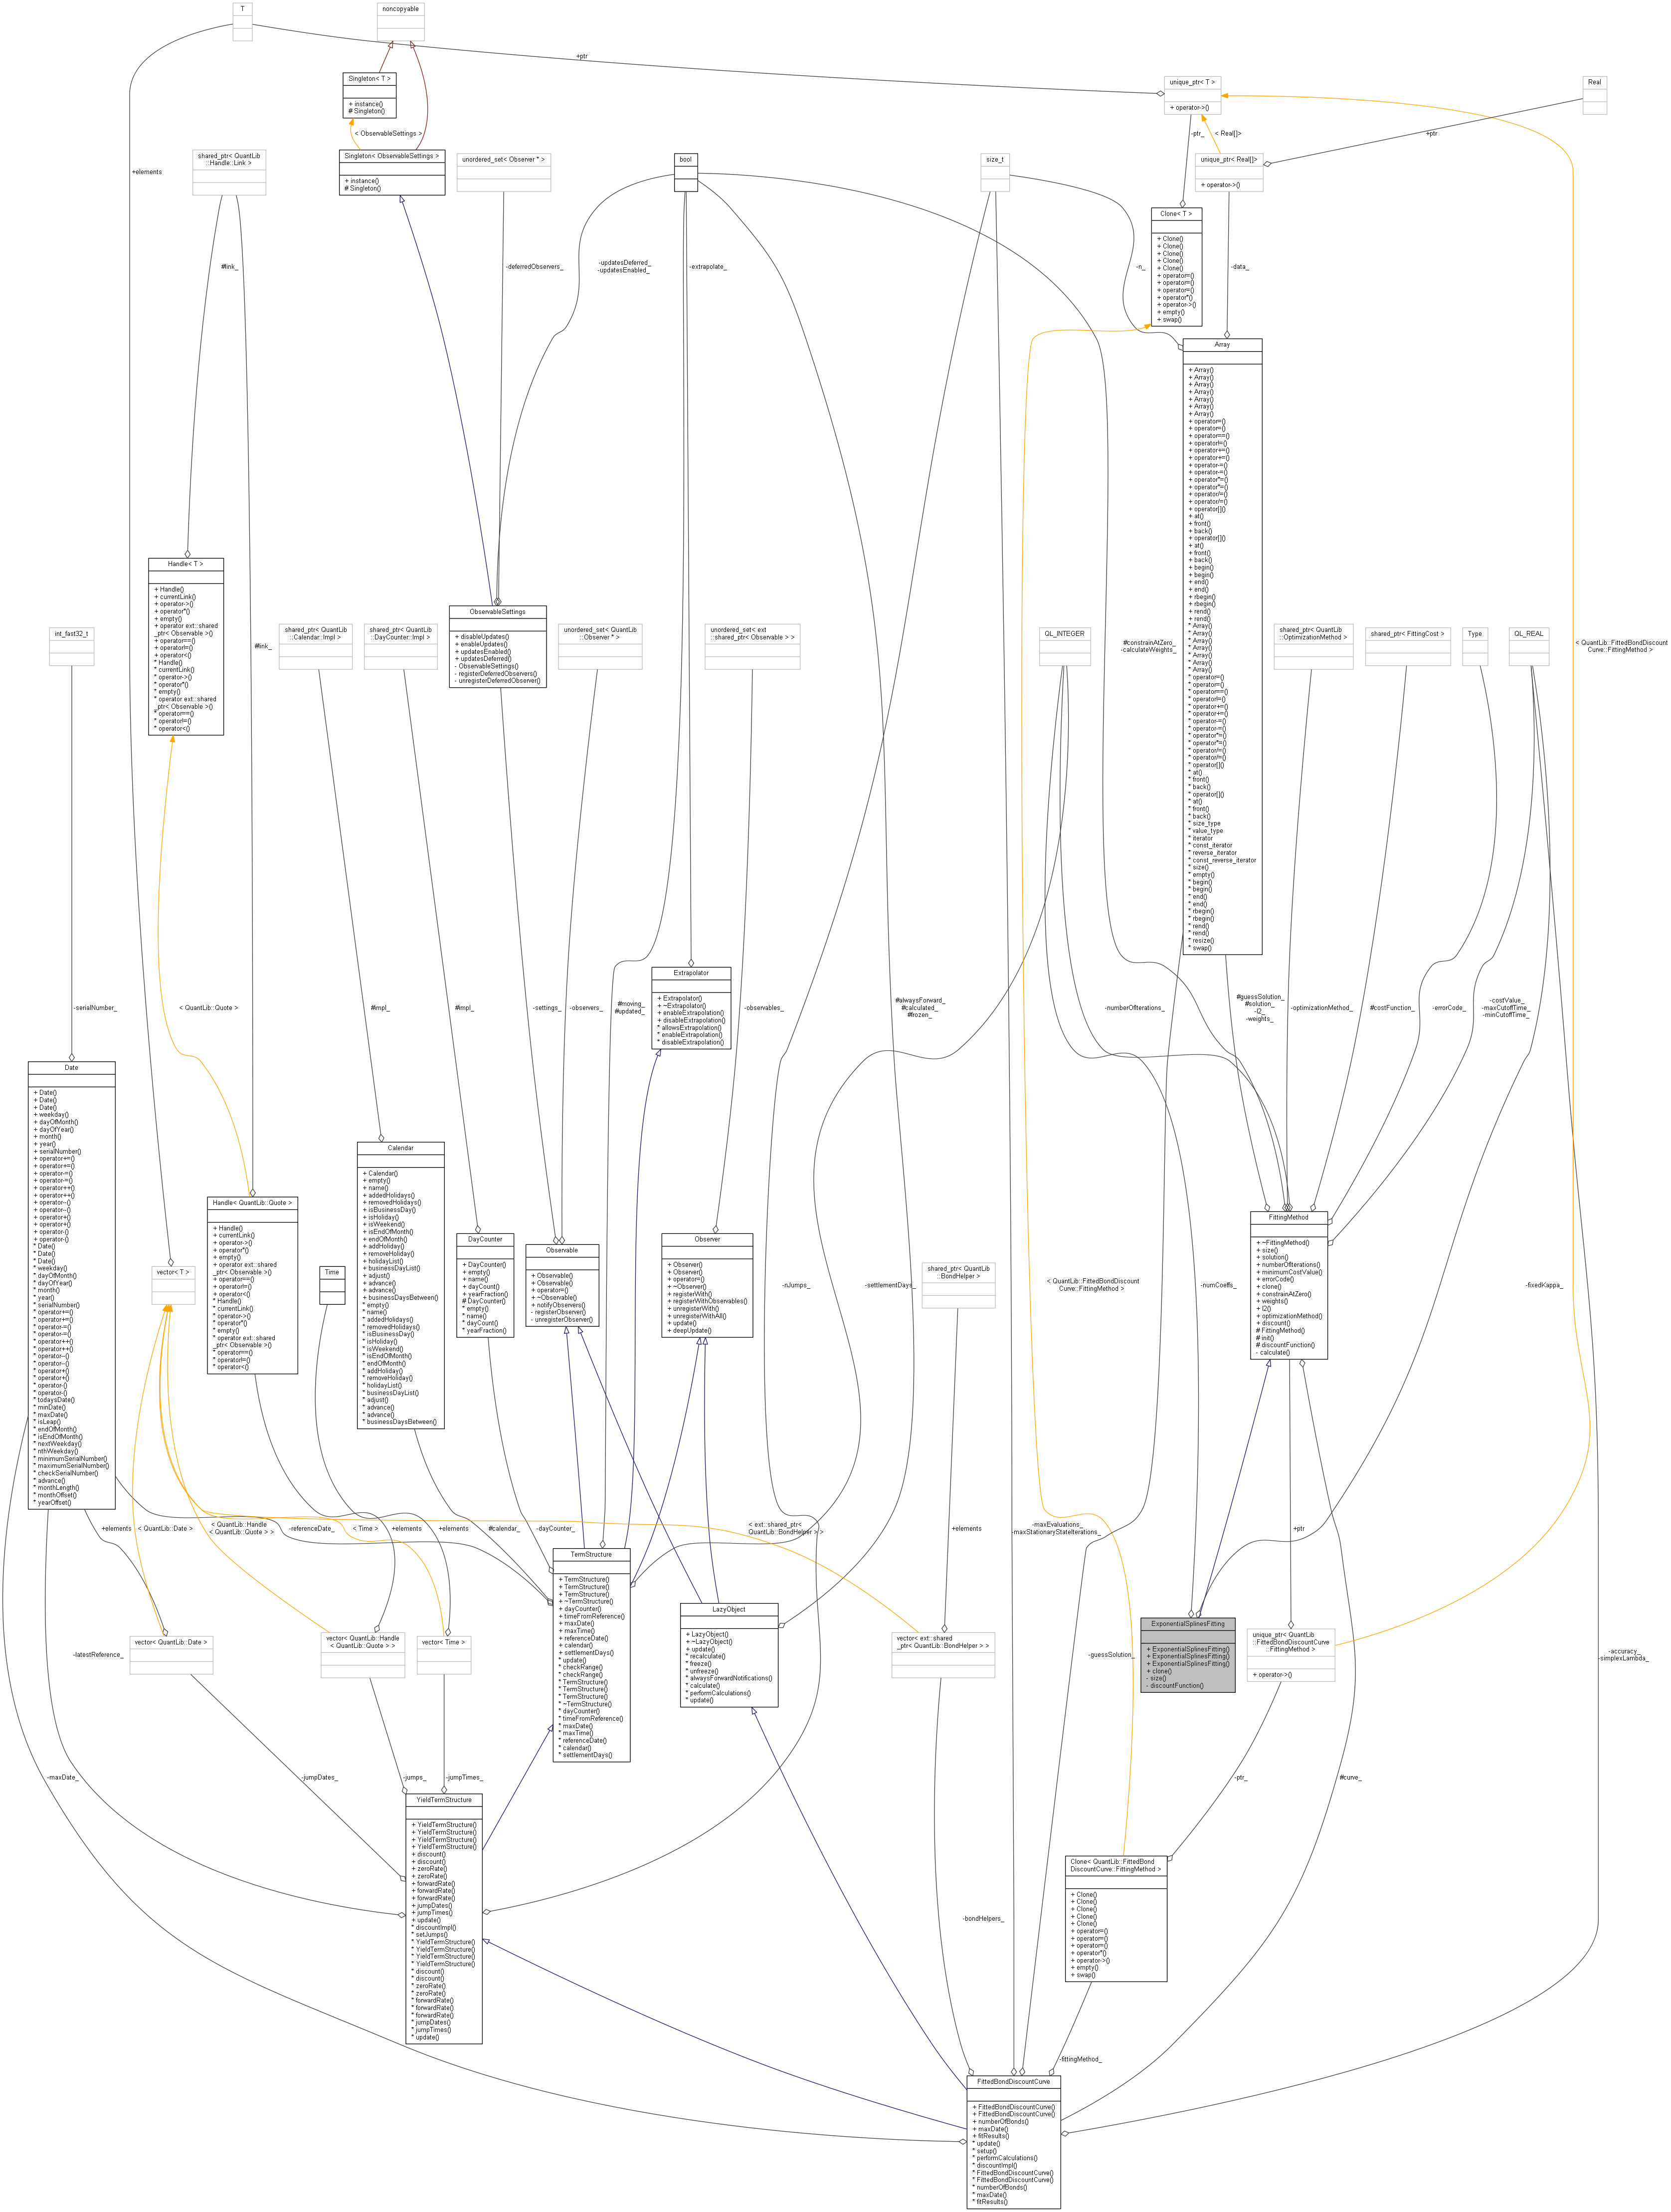 T
noncopyable
+ptr
Singleton< T >
+ instance()
# Singleton()
unique_ptr< T >
+ operator->()
Real
< ObservableSettings >
-ptr_
< Real[]>
+ptr
shared_ptr< QuantLib
::Handle::Link >
Singleton< ObservableSettings >
+ instance()
# Singleton()
unordered_set< Observer * >
bool
size_t
unique_ptr< Real[]>
+ operator->()
+elements
Clone< T >
+ Clone()
+ Clone()
+ Clone()
+ Clone()
+ Clone()
+ operator=()
+ operator=()
+ operator=()
+ operator*()
+ operator->()
+ empty()
+ swap()
#link_
-deferredObservers_
-updatesDeferred_
-updatesEnabled_
-extrapolate_
-n_
-data_
Array
+ Array()
+ Array()
+ Array()
+ Array()
+ Array()
+ Array()
+ Array()
+ operator=()
+ operator=()
+ operator==()
+ operator!=()
+ operator+=()
+ operator+=()
+ operator-=()
+ operator-=()
+ operator*=()
+ operator*=()
+ operator/=()
+ operator/=()
+ operator[]()
+ at()
+ front()
+ back()
+ operator[]()
+ at()
+ front()
+ back()
+ begin()
+ begin()
+ end()
+ end()
+ rbegin()
+ rbegin()
+ rend()
+ rend()
* Array()
* Array()
* Array()
* Array()
* Array()
* Array()
* Array()
* operator=()
* operator=()
* operator==()
* operator!=()
* operator+=()
* operator+=()
* operator-=()
* operator-=()
* operator*=()
* operator*=()
* operator/=()
* operator/=()
* operator[]()
* at()
* front()
* back()
* operator[]()
* at()
* front()
* back()
* size_type
* value_type
* iterator
* const_iterator
* reverse_iterator
* const_reverse_iterator
* size()
* empty()
* begin()
* begin()
* end()
* end()
* rbegin()
* rbegin()
* rend()
* rend()
* resize()
* swap()
Handle< T >
+ Handle()
+ currentLink()
+ operator->()
+ operator*()
+ empty()
+ operator ext::shared
_ptr< Observable >()
+ operator==()
+ operator!=()
+ operator<()
* Handle()
* currentLink()
* operator->()
* operator*()
* empty()
* operator ext::shared
_ptr< Observable >()
* operator==()
* operator!=()
* operator<()
#link_
int_fast32_t
shared_ptr< QuantLib
::Calendar::Impl >
shared_ptr< QuantLib
::DayCounter::Impl >
ObservableSettings
+ disableUpdates()
+ enableUpdates()
+ updatesEnabled()
+ updatesDeferred()
- ObservableSettings()
- registerDeferredObservers()
- unregisterDeferredObserver()
unordered_set< QuantLib
::Observer * >
unordered_set< ext
::shared_ptr< Observable > >
QL_INTEGER
#constrainAtZero_
-calculateWeights_
shared_ptr< QuantLib
::OptimizationMethod >
shared_ptr< FittingCost >
Type
QL_REAL
< QuantLib::FittedBondDiscount
Curve::FittingMethod >
-serialNumber_
< QuantLib::Quote >
#impl_
#impl_
-settings_
-observers_
#moving_
#updated_
Extrapolator
+ Extrapolator()
+ ~Extrapolator()
+ enableExtrapolation()
+ disableExtrapolation()
* allowsExtrapolation()
* enableExtrapolation()
* disableExtrapolation()
-observables_
#alwaysForward_
#calculated_
#frozen_
-numberOfIterations_
#guessSolution_
#solution_
-l2_
-weights_
-optimizationMethod_
#costFunction_
-errorCode_
-costValue_
-maxCutoffTime_
-minCutoffTime_
Date
+ Date()
+ Date()
+ Date()
+ weekday()
+ dayOfMonth()
+ dayOfYear()
+ month()
+ year()
+ serialNumber()
+ operator+=()
+ operator+=()
+ operator-=()
+ operator-=()
+ operator++()
+ operator++()
+ operator--()
+ operator--()
+ operator+()
+ operator+()
+ operator-()
+ operator-()
* Date()
* Date()
* Date()
* weekday()
* dayOfMonth()
* dayOfYear()
* month()
* year()
* serialNumber()
* operator+=()
* operator+=()
* operator-=()
* operator-=()
* operator++()
* operator++()
* operator--()
* operator--()
* operator+()
* operator+()
* operator-()
* operator-()
* todaysDate()
* minDate()
* maxDate()
* isLeap()
* endOfMonth()
* isEndOfMonth()
* nextWeekday()
* nthWeekday()
* minimumSerialNumber()
* maximumSerialNumber()
* checkSerialNumber()
* advance()
* monthLength()
* monthOffset()
* yearOffset()
Calendar
+ Calendar()
+ empty()
+ name()
+ addedHolidays()
+ removedHolidays()
+ isBusinessDay()
+ isHoliday()
+ isWeekend()
+ isEndOfMonth()
+ endOfMonth()
+ addHoliday()
+ removeHoliday()
+ holidayList()
+ businessDayList()
+ adjust()
+ advance()
+ advance()
+ businessDaysBetween()
* empty()
* name()
* addedHolidays()
* removedHolidays()
* isBusinessDay()
* isHoliday()
* isWeekend()
* isEndOfMonth()
* endOfMonth()
* addHoliday()
* removeHoliday()
* holidayList()
* businessDayList()
* adjust()
* advance()
* advance()
* businessDaysBetween()
Handle< QuantLib::Quote >
+ Handle()
+ currentLink()
+ operator->()
+ operator*()
+ empty()
+ operator ext::shared
_ptr< Observable >()
+ operator==()
+ operator!=()
+ operator<()
* Handle()
* currentLink()
* operator->()
* operator*()
* empty()
* operator ext::shared
_ptr< Observable >()
* operator==()
* operator!=()
* operator<()
vector< T >
Time
DayCounter
+ DayCounter()
+ empty()
+ name()
+ dayCount()
+ yearFraction()
# DayCounter()
* empty()
* name()
* dayCount()
* yearFraction()
Observable
+ Observable()
+ Observable()
+ operator=()
+ ~Observable()
+ notifyObservers()
- registerObserver()
- unregisterObserver()
Observer
+ Observer()
+ Observer()
+ operator=()
+ ~Observer()
+ registerWith()
+ registerWithObservables()
+ unregisterWith()
+ unregisterWithAll()
+ update()
+ deepUpdate()
-nJumps_
-settlementDays_
shared_ptr< QuantLib
::BondHelper >
< QuantLib::FittedBondDiscount
Curve::FittingMethod >
-numCoeffs_
FittingMethod
+ ~FittingMethod()
+ size()
+ solution()
+ numberOfIterations()
+ minimumCostValue()
+ errorCode()
+ clone()
+ constrainAtZero()
+ weights()
+ l2()
+ optimizationMethod()
+ discount()
# FittingMethod()
# init()
# discountFunction()
- calculate()
-fixedKappa_
+elements
< QuantLib::Date >
< QuantLib::Handle
< QuantLib::Quote > >
-referenceDate_
< Time >
+elements
+elements
#calendar_
-dayCounter_
< ext::shared_ptr<
QuantLib::BondHelper > >
+elements
-maxEvaluations_
-maxStationaryStateIterations_
+ptr
TermStructure
+ TermStructure()
+ TermStructure()
+ TermStructure()
+ ~TermStructure()
+ dayCounter()
+ timeFromReference()
+ maxDate()
+ maxTime()
+ referenceDate()
+ calendar()
+ settlementDays()
* update()
* checkRange()
* checkRange()
* TermStructure()
* TermStructure()
* TermStructure()
* ~TermStructure()
* dayCounter()
* timeFromReference()
* maxDate()
* maxTime()
* referenceDate()
* calendar()
* settlementDays()
LazyObject
+ LazyObject()
+ ~LazyObject()
+ update()
* recalculate()
* freeze()
* unfreeze()
* alwaysForwardNotifications()
* calculate()
* performCalculations()
* update()
ExponentialSplinesFitting
+ ExponentialSplinesFitting()
+ ExponentialSplinesFitting()
+ ExponentialSplinesFitting()
+ clone()
- size()
- discountFunction()
vector< QuantLib::Date >
vector< QuantLib::Handle
< QuantLib::Quote > >
vector< Time >
vector< ext::shared
_ptr< QuantLib::BondHelper > >
unique_ptr< QuantLib
::FittedBondDiscountCurve
::FittingMethod >
+ operator->()
-latestReference_
-guessSolution_
-accuracy_
-simplexLambda_
-maxDate_
-jumpDates_
-jumps_
-jumpTimes_
-ptr_
#curve_
YieldTermStructure
+ YieldTermStructure()
+ YieldTermStructure()
+ YieldTermStructure()
+ YieldTermStructure()
+ discount()
+ discount()
+ zeroRate()
+ zeroRate()
+ forwardRate()
+ forwardRate()
+ forwardRate()
+ jumpDates()
+ jumpTimes()
+ update()
* discountImpl()
* setJumps()
* YieldTermStructure()
* YieldTermStructure()
* YieldTermStructure()
* YieldTermStructure()
* discount()
* discount()
* zeroRate()
* zeroRate()
* forwardRate()
* forwardRate()
* forwardRate()
* jumpDates()
* jumpTimes()
* update()
Clone< QuantLib::FittedBond
DiscountCurve::FittingMethod >
+ Clone()
+ Clone()
+ Clone()
+ Clone()
+ Clone()
+ operator=()
+ operator=()
+ operator=()
+ operator*()
+ operator->()
+ empty()
+ swap()
-bondHelpers_
-fittingMethod_
FittedBondDiscountCurve
+ FittedBondDiscountCurve()
+ FittedBondDiscountCurve()
+ numberOfBonds()
+ maxDate()
+ fitResults()
* update()
* setup()
* performCalculations()
* discountImpl()
* FittedBondDiscountCurve()
* FittedBondDiscountCurve()
* numberOfBonds()
* maxDate()
* fitResults()